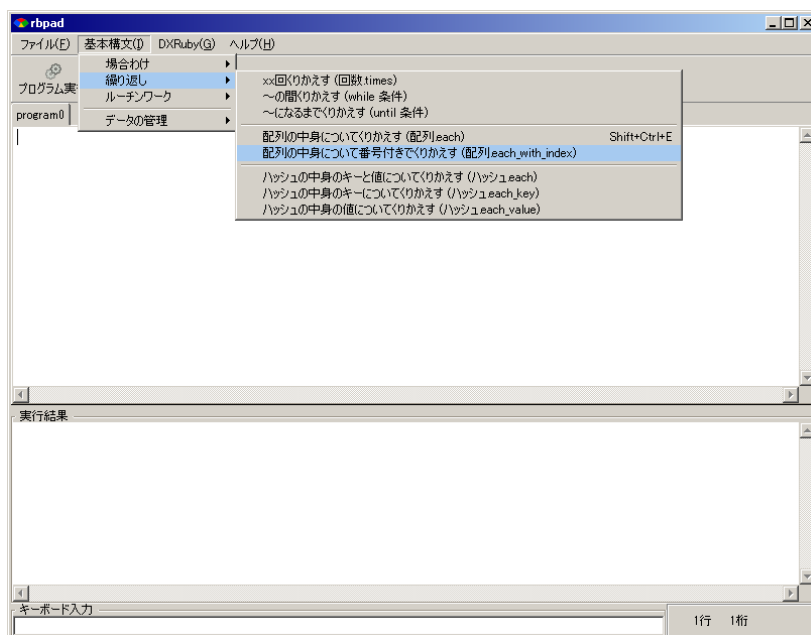 rbpad
ファイル(F) 基本構文(I) DXRuby(G) ヘルプ(H)
プログラム実
program0
場合わけ
繰り返し
ルーチンワーク
データの管理
xx回くりかえす (回数.times)
～の間くりかえす (while 条件)
～になるまでくりかえす (until 条件)
配列の中身についてくりかえす (配列.each) Shift+Ctrl+E
配列の中身について番号付きでくりかえす (配列.each_with_index)
ハッシュの中身のキーと値についてくりかえす (ハッシュ.each)
ハッシュの中身のキーについてくりかえす (ハッシュ.each_key)
ハッシュの中身の値についてくりかえす (ハッシュ.each_value)
実行結果
キーボード入力
1行 1桁